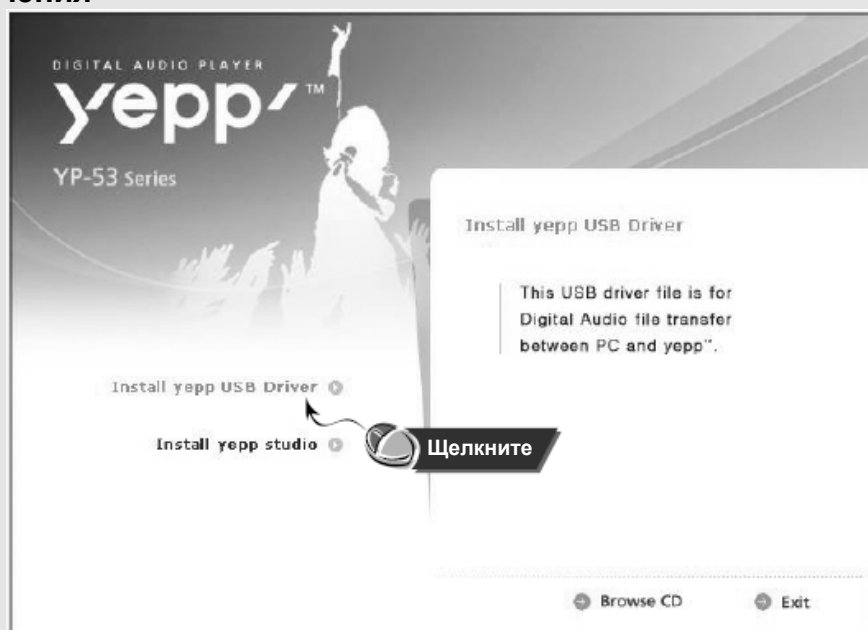 DIGITAL AUDIO PLAYER
yepp’™
YP-53 Series
Install yepp USB Driver
This USB driver file is for
Digital Audio file transfer
between PC and yepp".
Install yepp USB Driver
Install yepp studio
Щелкните
Browse CD
Exit